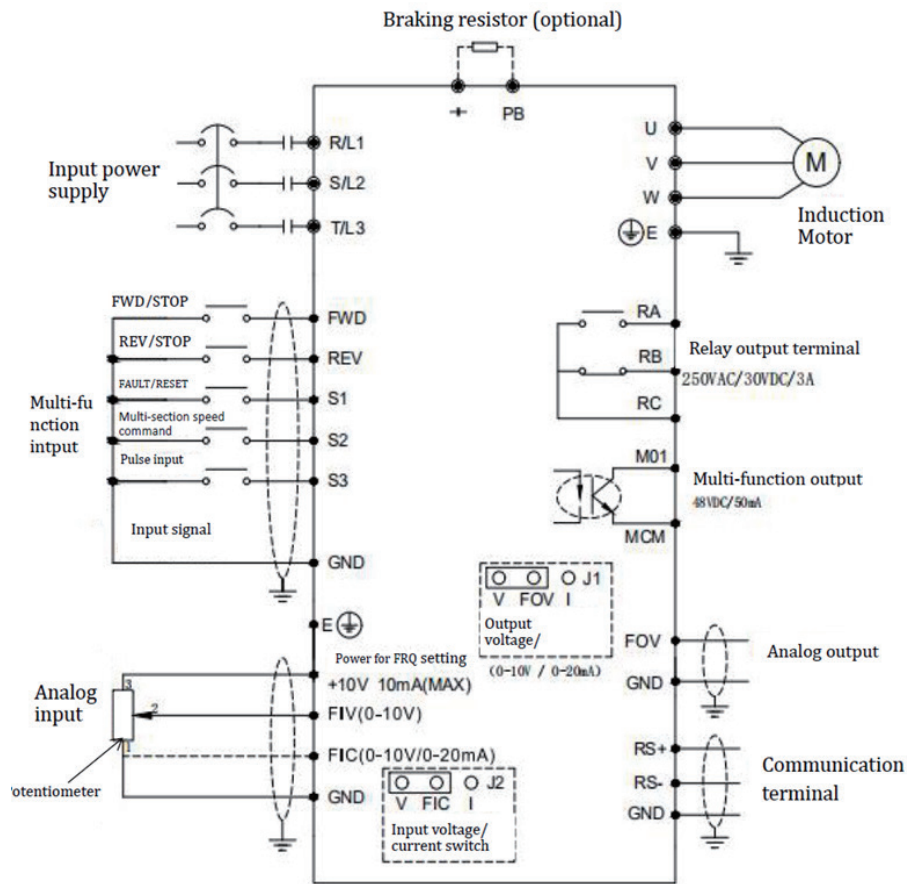 Braking resistor (optional)
+
PB
Input power
supply
R/L1
S/L2
T/L3
U
V
W
E
M
Induction
Motor
FWD/STOP
FWD
REV/STOP
REV
FAULT/RESET
S1
Multi-section speed
command
S2
Pulse input
S3
Multi-fu
nction
intput
Input signal
GND
RA
RB
RC
Relay output terminal
250VAC/30VDC/3A
M01
MCM
Multi-function output
48VDC/50mA
J1
V FOV I
Output
voltage/
(0-10V / 0-20mA)
FOV
GND
Analog output
E
Power for FRQ setting
+10V 10mA(MAX)
FIV(0-10V)
FIC(0-10V/0-20mA)
GND
Analog
input
3
2
1
otentiometer
J2
V FIC I
Input voltage/
current switch
RS+
RS-
GND
Communication
terminal